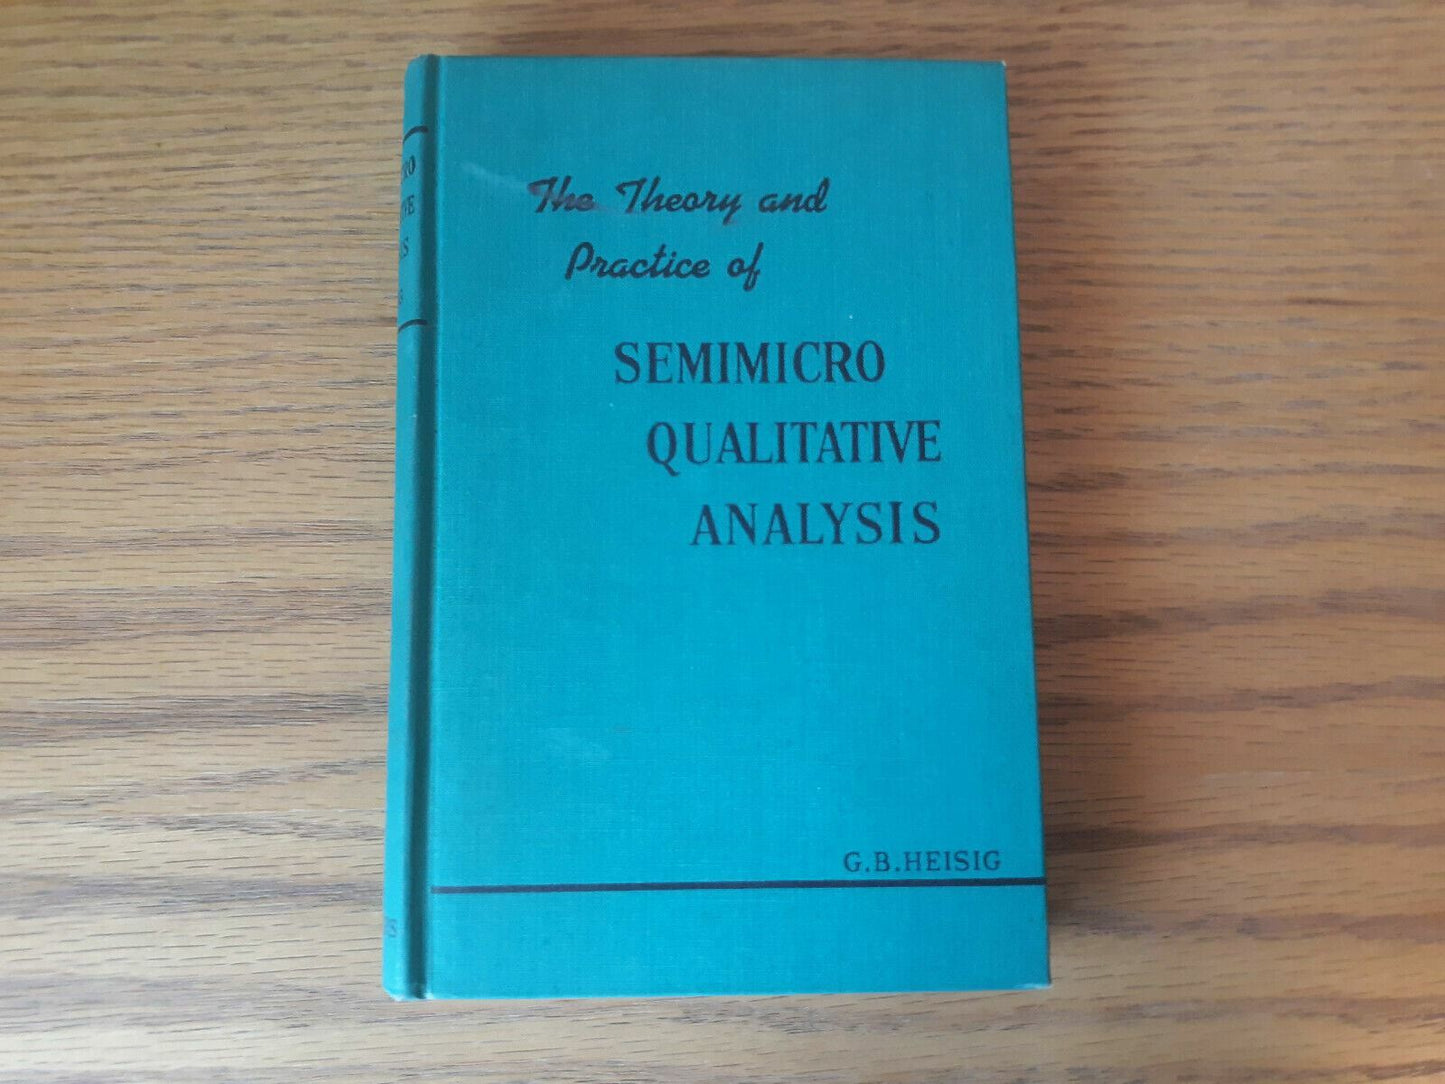 The Theory and
Practice of
SEMIMICRO
QUALITATIVE
ANALYSIS
G.B.HEISIG